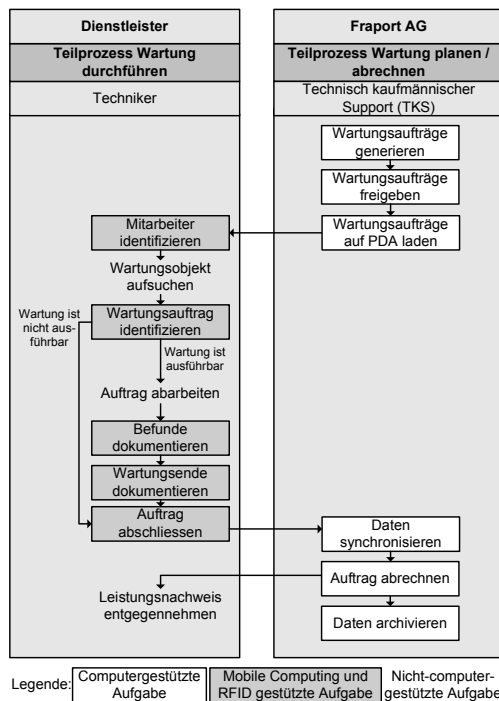 Dienstleister
Teilprozess Wartung
durchführen
Techniker
Fraport AG
Teilprozess Wartung planen /
abrechnen
Technisch kaufmännischer
Support (TKS)
Wartungsaufträge
generieren
Wartungsaufträge
freigeben
Wartungsaufträge
auf PDA laden
Mitarbeiter
identifizieren
Wartungsobjekt
aufsuchen
Wartungsauftrag
identifizieren
Wartung ist
nicht aus-
führbar
Wartung ist
ausführbar
Auftrag abarbeiten
Befunde
dokumentieren
Wartungsende
dokumentieren
Auftrag
abschliessen
Daten
synchronisieren
Auftrag abrechnen
Leistungsnachweis
entgegennehmen
Daten archivieren
Legende:
Computergestützte
Aufgabe
Mobile Computing und
RFID gestützte Aufgabe
Nicht-computer-
gestützte Aufgabe